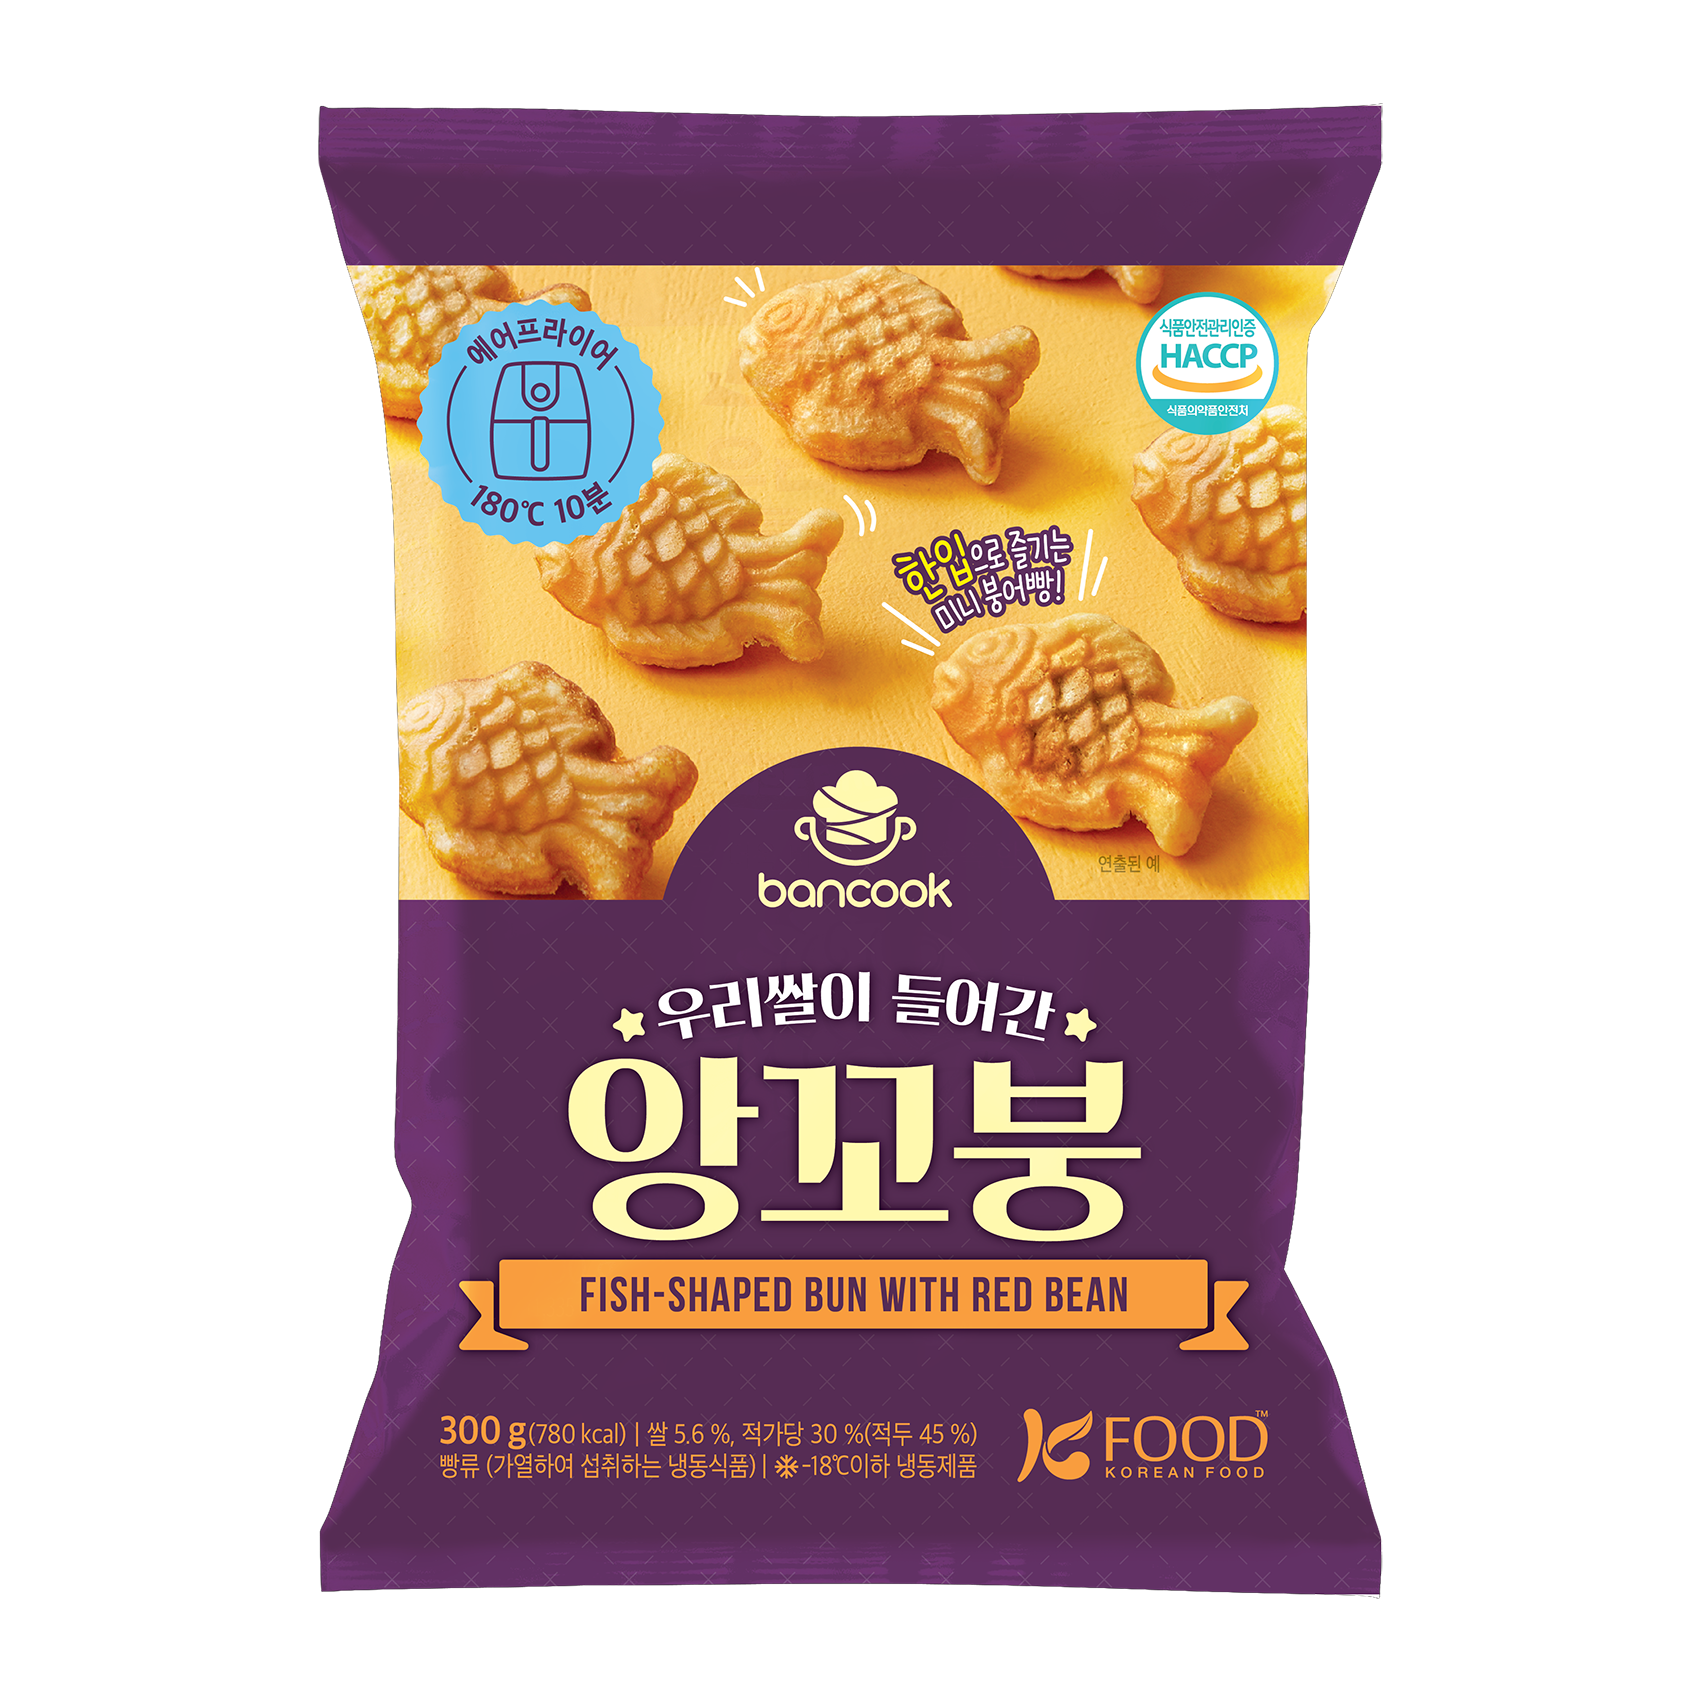 에어프라이어
180℃ 10분
식품안전관리인증
HACCP
식품의약품안전처
한입으로 즐기는
미니 붕어빵!
연출된 예
bancook
우리쌀이 들어간
앙꼬붕
FISH-SHAPED BUN WITH RED BEAN
300 g(780 kcal) | 쌀 5.6 %, 적가당 30 %(적두 45 %)
빵류 (가열하여 섭취하는 냉동식품) | ❄-18℃이하 냉동제품
K FOOD™
KOREAN FOOD